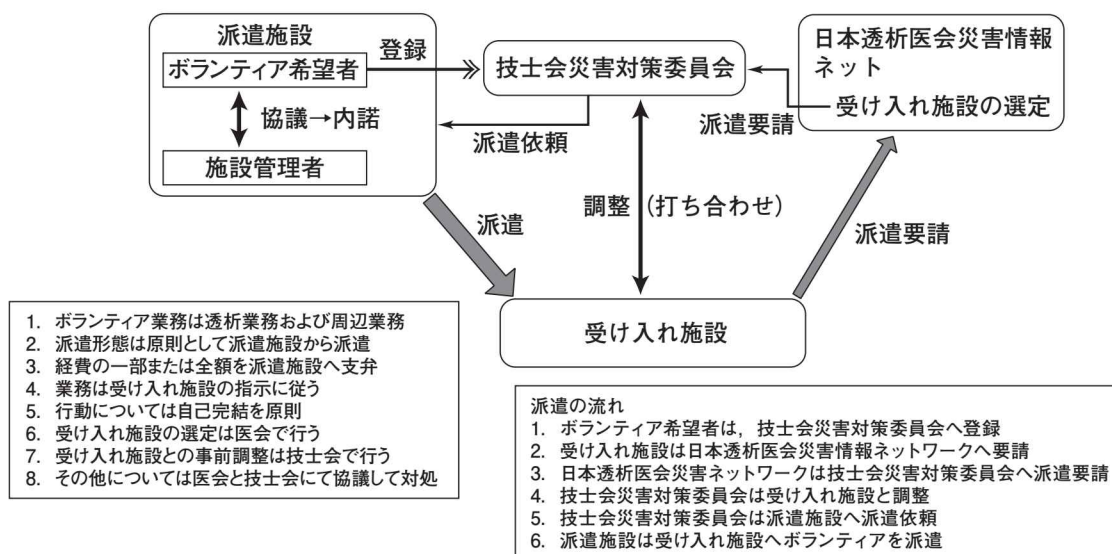 派遣施設
ボランティア希望者
協議→内諾
施設管理者
登録
技士会災害対策委員会
派遣依頼
日本透析医会災害情報
ネット
受け入れ施設の選定
派遣要請
調整（打ち合わせ）
派遣
派遣要請
受け入れ施設
1. ボランティア業務は透析業務および周辺業務
2. 派遣形態は原則として派遣施設から派遣
3. 経費の一部または全額を派遣施設へ支弁
4. 業務は受け入れ施設の指示に従う
5. 行動については自己完結を原則
6. 受け入れ施設の選定は医会で行う
7. 受け入れ施設との事前調整は技士会で行う
8. その他については医会と技士会にて協議して対処
派遣の流れ
1. ボランティア希望者は，技士会災害対策委員会へ登録
2. 受け入れ施設は日本透析医会災害情報ネットワークへ要請
3. 日本透析医会災害ネットワークは技士会災害対策委員会へ派遣要請
4. 技士会災害対策委員会は受け入れ施設と調整
5. 技士会災害対策委員会は派遣施設へ派遣依頼
6. 派遣施設は受け入れ施設へボランティアを派遣